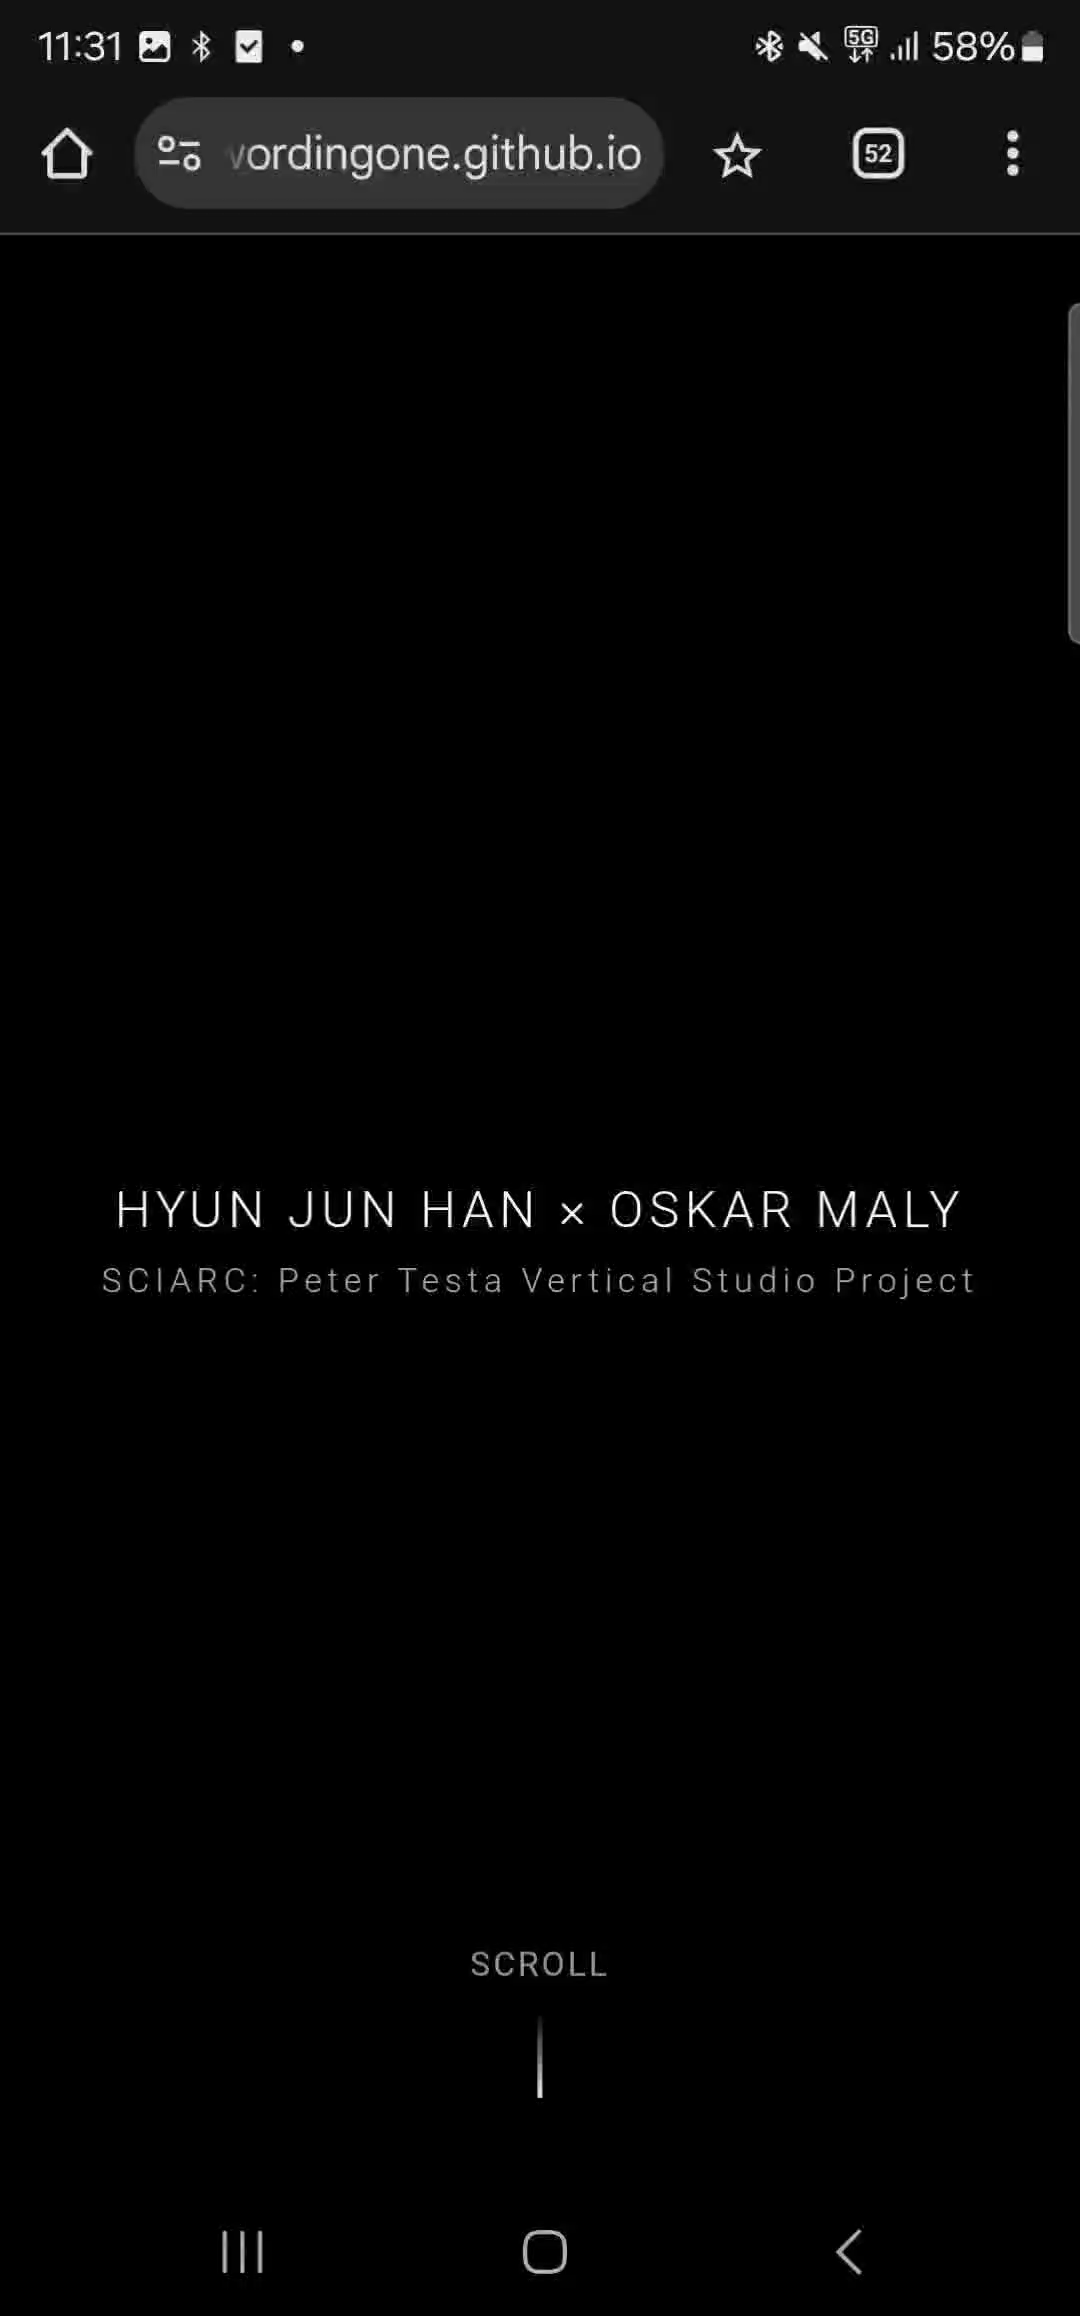 11:31 58%
vordingone.github.io 52
HYUN JUN HAN × OSKAR MALY
SCIARC: Peter Testa Vertical Studio Project
SCROLL